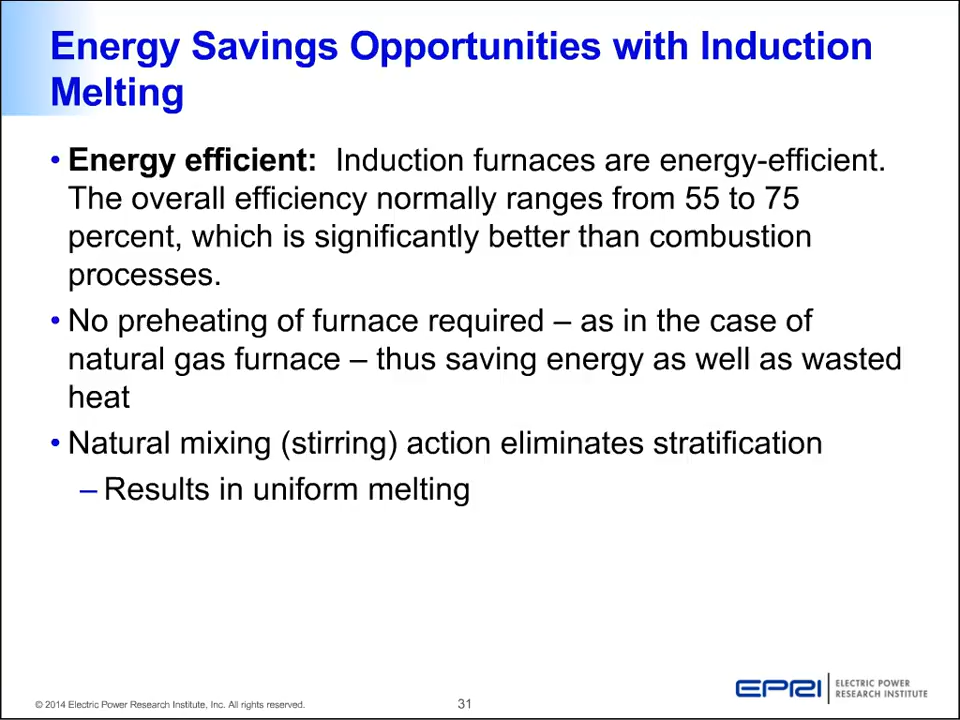 Energy Savings Opportunities with Induction
Melting
• Energy efficient: Induction furnaces are energy-efficient.
The overall efficiency normally ranges from 55 to 75
percent, which is significantly better than combustion
processes.
• No preheating of furnace required – as in the case of
natural gas furnace – thus saving energy as well as wasted
heat
• Natural mixing (stirring) action eliminates stratification
– Results in uniform melting
© 2014 Electric Power Research Institute, Inc. All rights reserved.
31
EPRI
ELECTRIC POWER
RESEARCH INSTITUTE